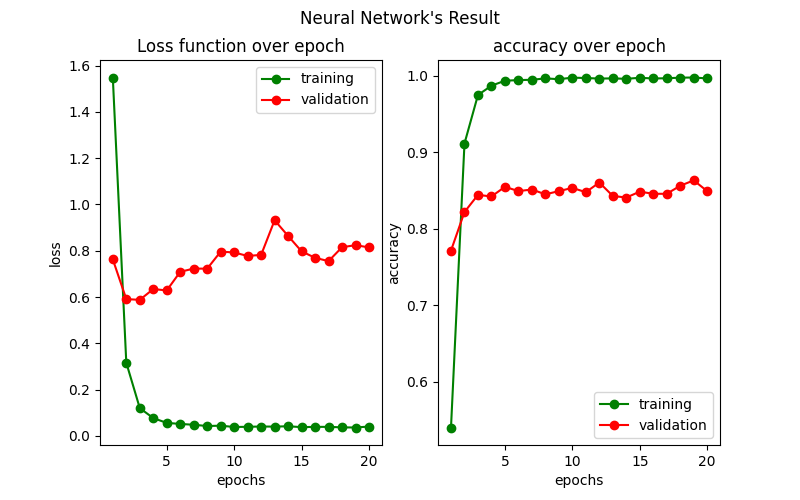 Neural Network's Result
Loss function over epoch
1.6
1.4
1.2
1.0
0.8
0.6
0.4
0.2
0.0
loss
training
validation
5
10
15
20
epochs
accuracy over epoch
1.0
0.9
0.8
0.7
0.6
accuracy
training
validation
5
10
15
20
epochs